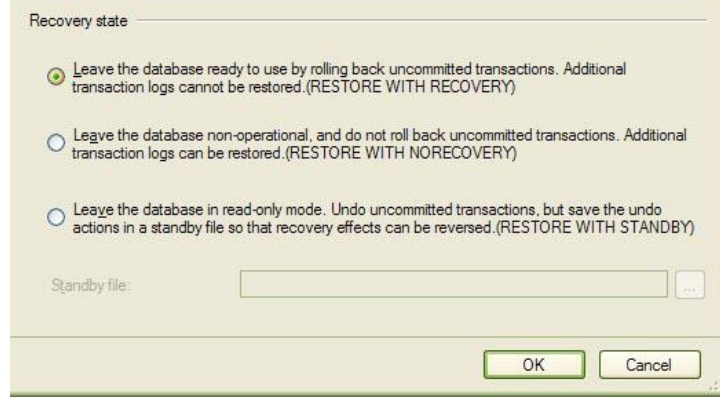 Recovery state
Leave the database ready to use by rolling back uncommitted transactions. Additional
transaction logs cannot be restored.(RESTORE WITH RECOVERY)
Leave the database non-operational, and do not roll back uncommitted transactions. Additional
transaction logs can be restored.(RESTORE WITH NORECOVERY)
Leave the database in read-only mode. Undo uncommitted transactions, but save the undo
actions in a standby file so that recovery effects can be reversed.(RESTORE WITH STANDBY)
Standby file:
...
OK Cancel